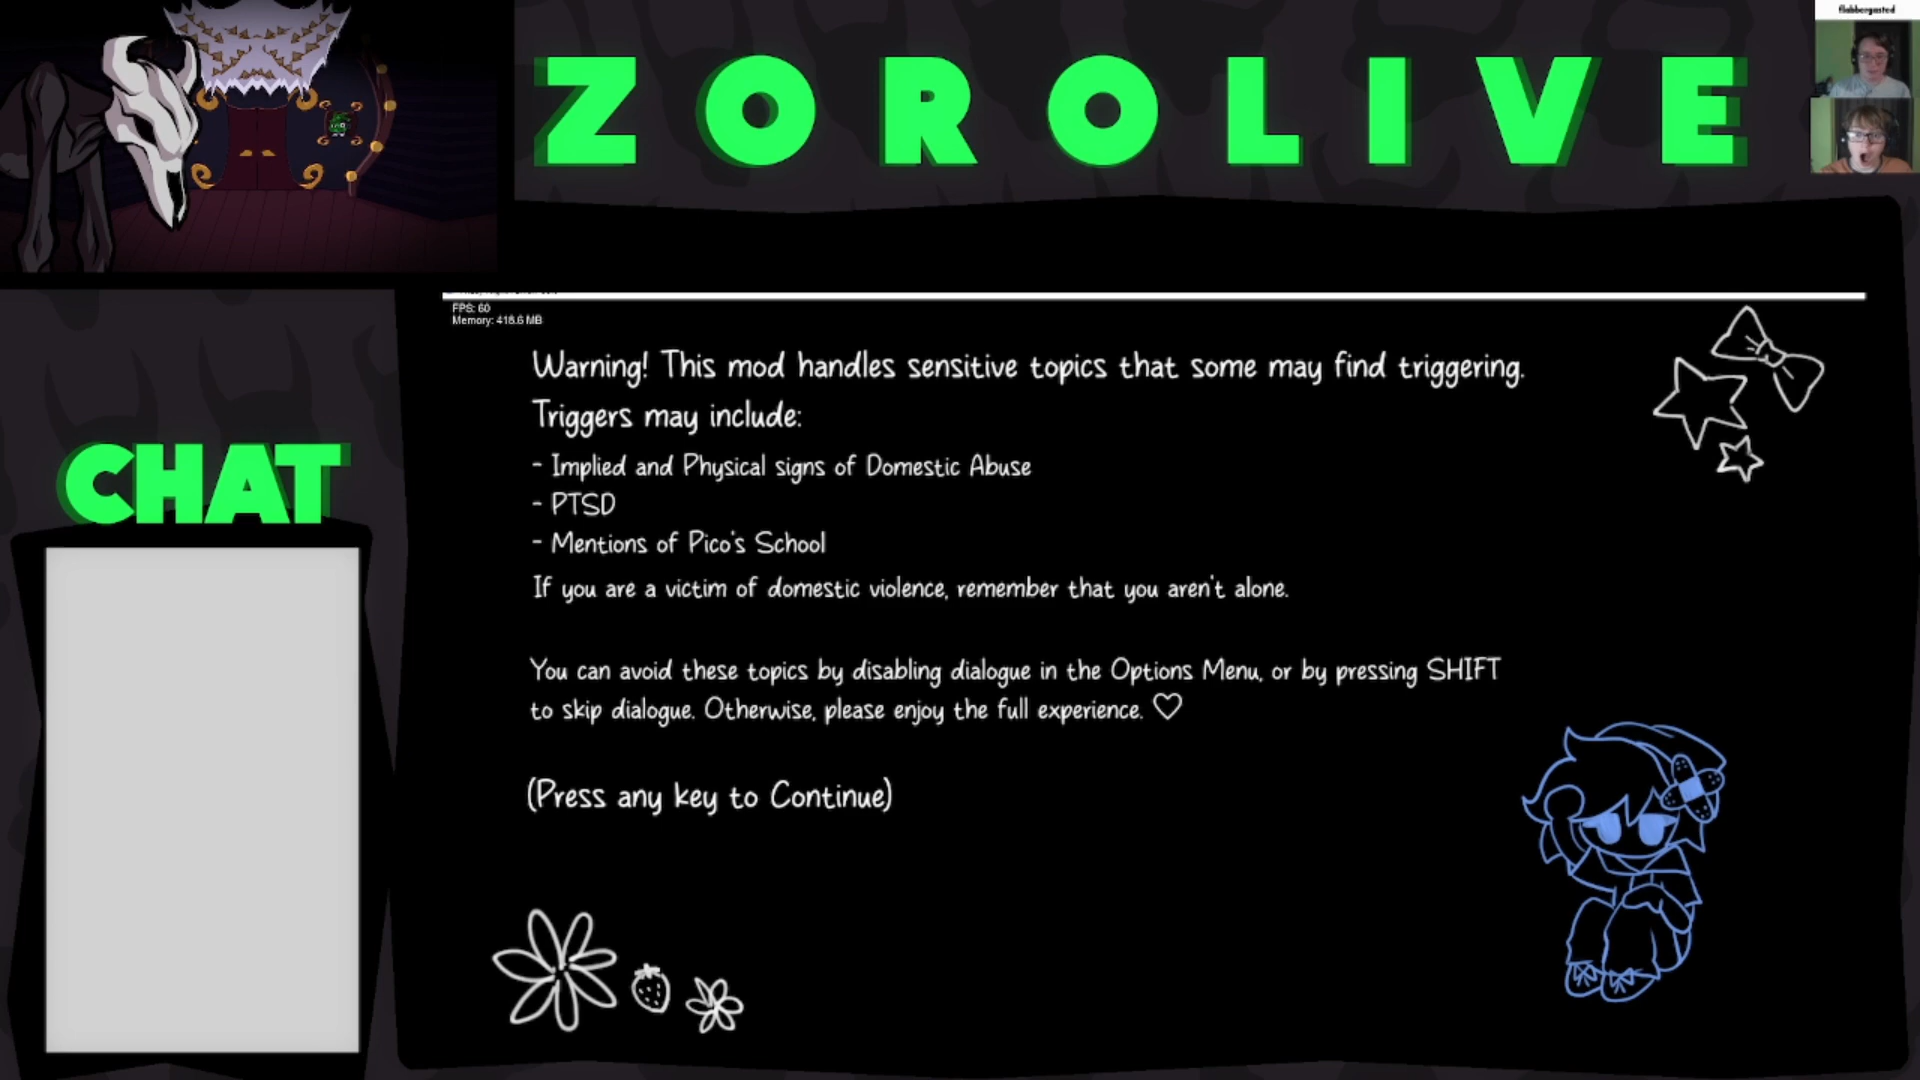 flabbergasted
Z O R O L I V E
FPS: 60
Memory: 418.6 MB
Warning! This mod handles sensitive topics that some may find triggering.
Triggers may include:
- Implied and Physical signs of Domestic Abuse
- PTSD
- Mentions of Pico's School
If you are a victim of domestic violence, remember that you aren't alone.
You can avoid these topics by disabling dialogue in the Options Menu, or by pressing SHIFT
to skip dialogue. Otherwise, please enjoy the full experience. ♡
(Press any key to Continue)
CHAT